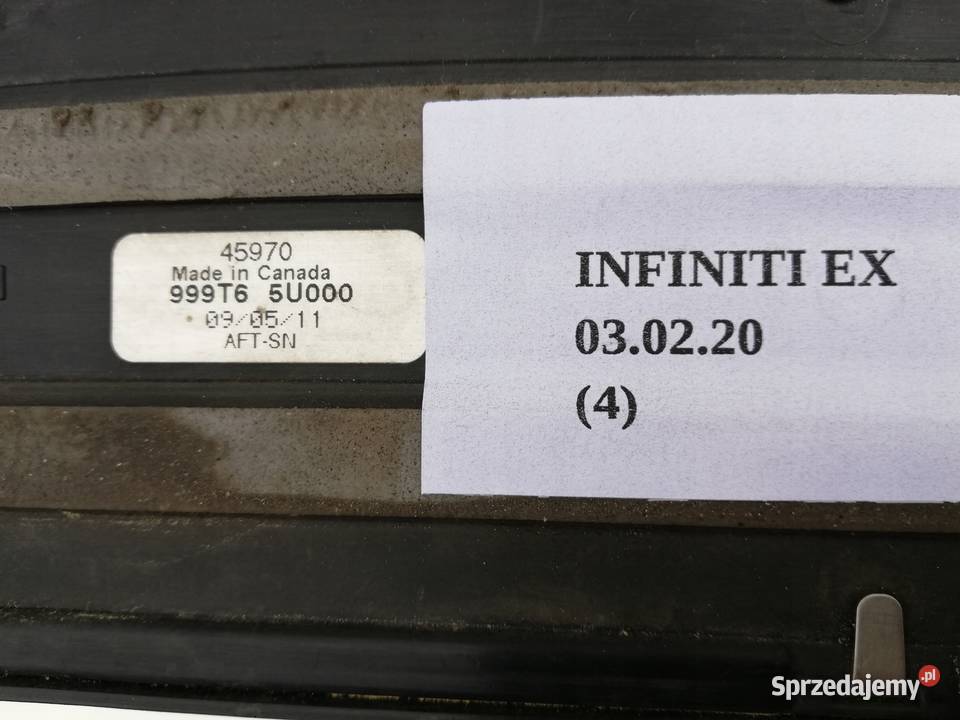 45970
Made in Canada
999T6 5U000
09/05/11
AFT-SN
INFINITI EX
03.02.20
(4)
Sprzedajemy.pl